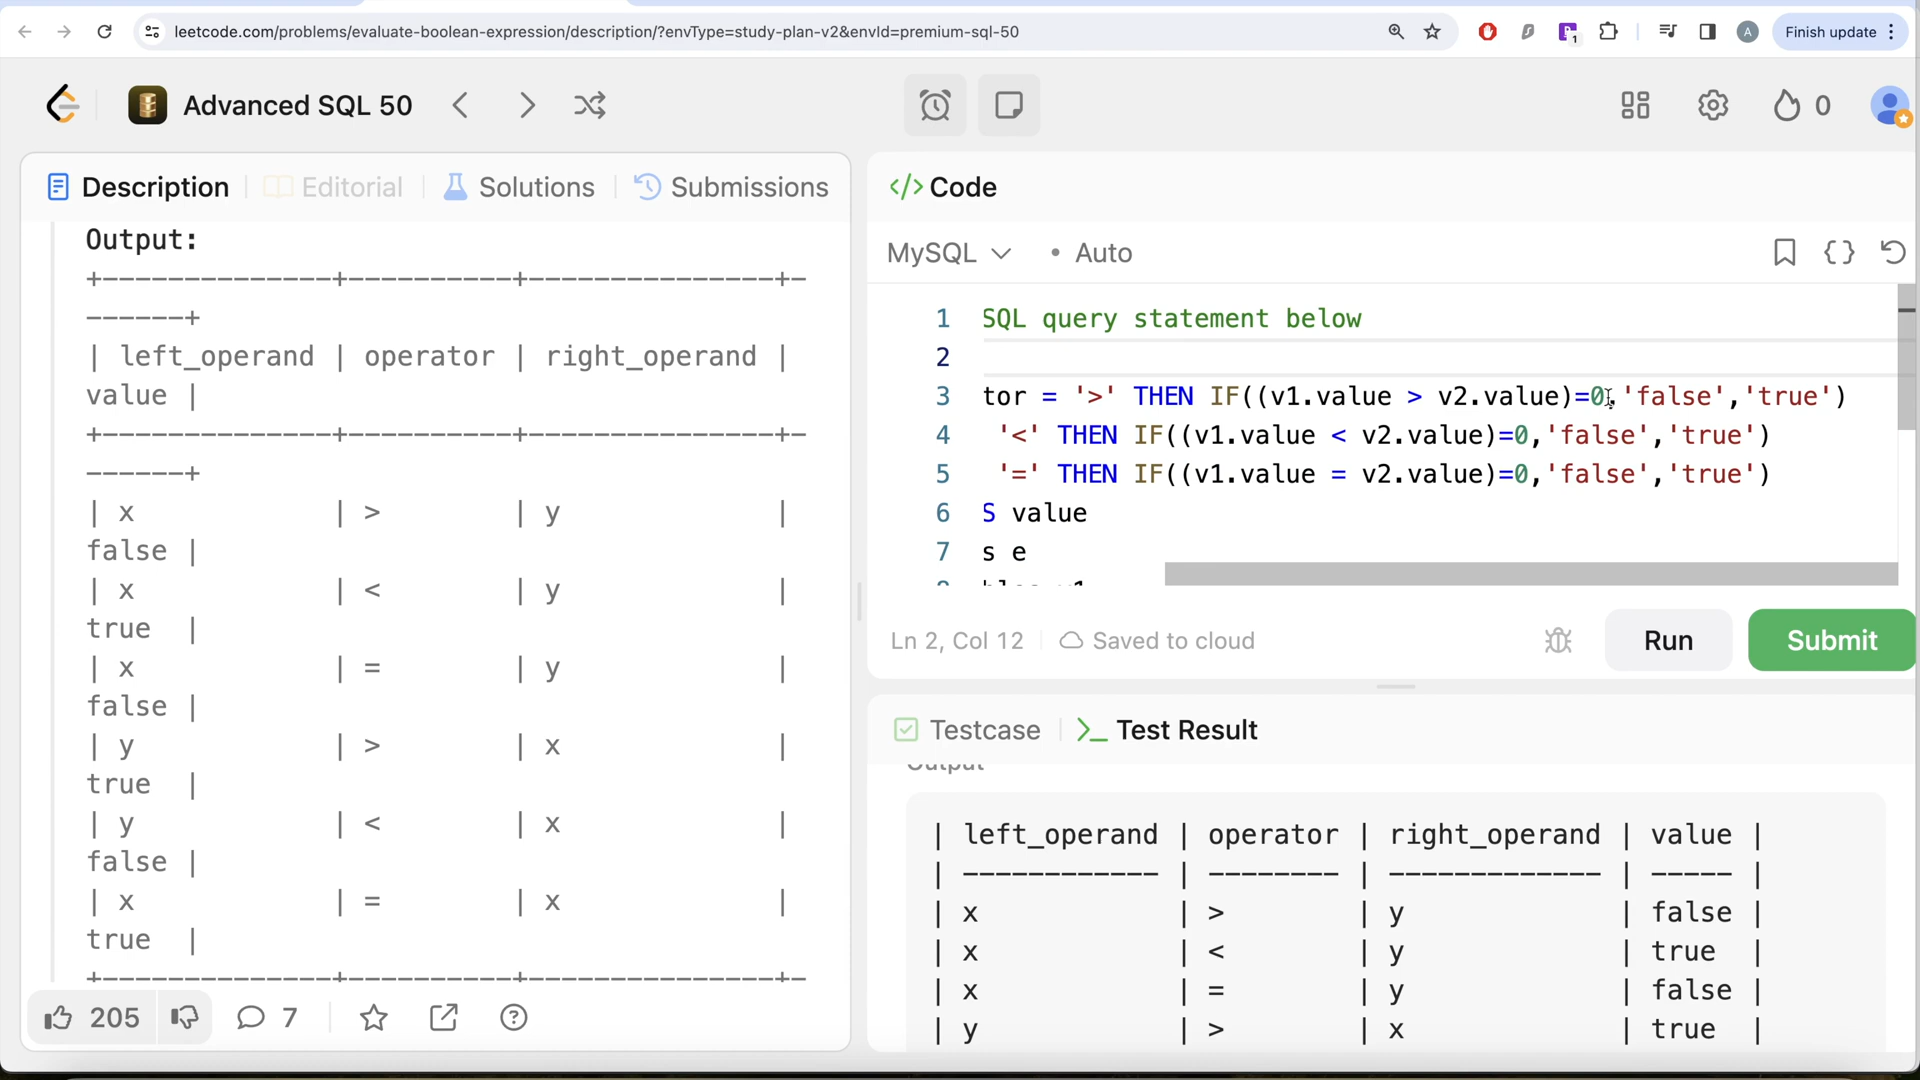 leetcode.com/problems/evaluate-boolean-expression/description/?envType=study-plan-v2&envId=premium-sql-50
1
A
Finish update
Advanced SQL 50
0
Description
Editorial
Solutions
Submissions
Output:
+---------------+----------+----------------+-
------+
| left_operand | operator | right_operand |
value |
+---------------+----------+----------------+-
------+
| x | > | y |
false |
| x | < | y |
true |
| x | = | y |
false |
| y | > | x |
true |
| y | < | x |
false |
| x | = | x |
true |
+---------------+----------+----------------+-
205
7
</> Code
MySQL
• Auto
{}
1 SQL query statement below
2
3 tor = '>' THEN IF((v1.value > v2.value)=0,'false','true')
4 '<' THEN IF((v1.value < v2.value)=0,'false','true')
5 '=' THEN IF((v1.value = v2.value)=0,'false','true')
6 S value
7 s e
Ln 2, Col 12
Saved to cloud
Run
Submit
Testcase
>_ Test Result
Output
| left_operand | operator | right_operand | value |
| ------------ | -------- | ------------- | ----- |
| x | > | y | false |
| x | < | y | true |
| x | = | y | false |
| y | > | x | true |